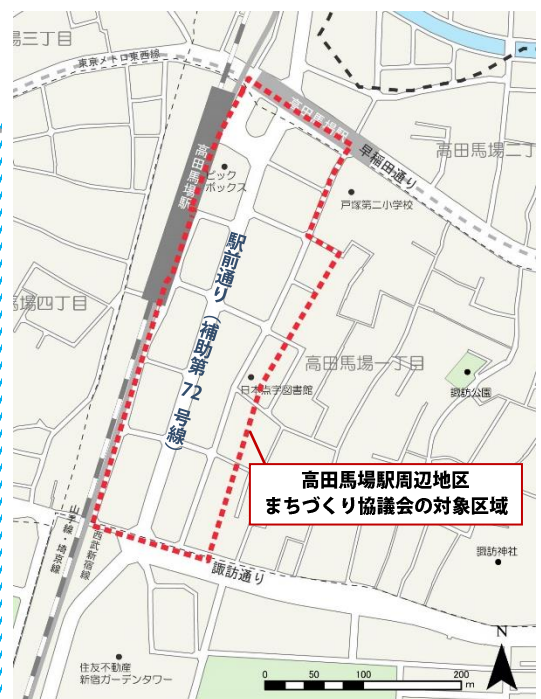 場三丁目
東京メトロ東西線
高田馬場駅
高田馬場駅
早稲田通り
高田馬場二丁
ビック
ボックス
戸塚第二小学校
駅前通り（補助第72号線）
場四丁目
高田馬場一丁目
日本点字図書館
諏訪公園
高田馬場駅周辺地区
まちづくり協議会の対象区域
山手線・埼京線
西武新宿線
諏訪通り
諏訪神社
住友不動産
新宿ガーデンタワー
N
0 50 100 200
m